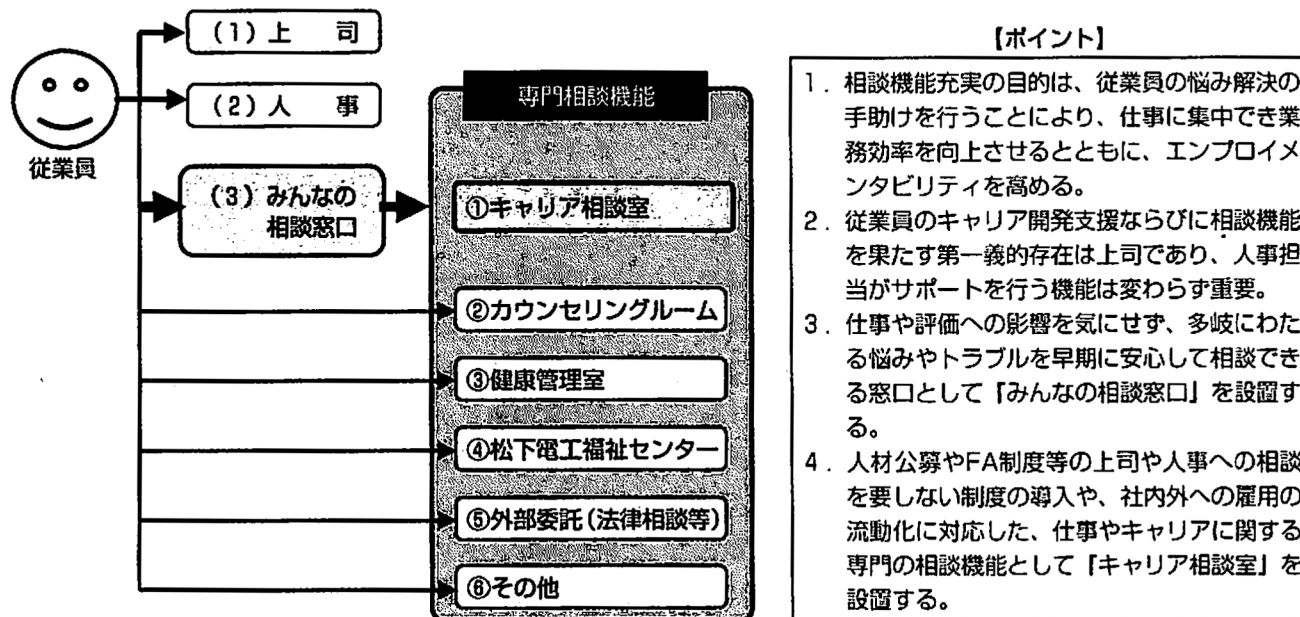 (1)上 司
(2)人 事
従業員
(3)みんなの
相談窓口
専門相談機能
①キャリア相談室
②カウンセリングルーム
③健康管理室
④松下電工福祉センター
⑤外部委託(法律相談等)
⑥その他
【ポイント】
1.相談機能充実の目的は、従業員の悩み解決の
手助けを行うことにより、仕事に集中でき業
務効率を向上させるとともに、エンプロイメ
ンタビリティを高める。
2.従業員のキャリア開発支援ならびに相談機能
を果たす第一義的存在は上司であり、人事担
当がサポートを行う機能は変わらず重要。
3.仕事や評価への影響を気にせず、多岐にわた
る悩みやトラブルを早期に安心して相談でき
る窓口として『みんなの相談窓口』を設置す
る。
4.人材公募やFA制度等の上司や人事への相談
を要しない制度の導入や、社内外への雇用の
流動化に対応した、仕事やキャリアに関する
専門の相談機能として『キャリア相談室』を
設置する。